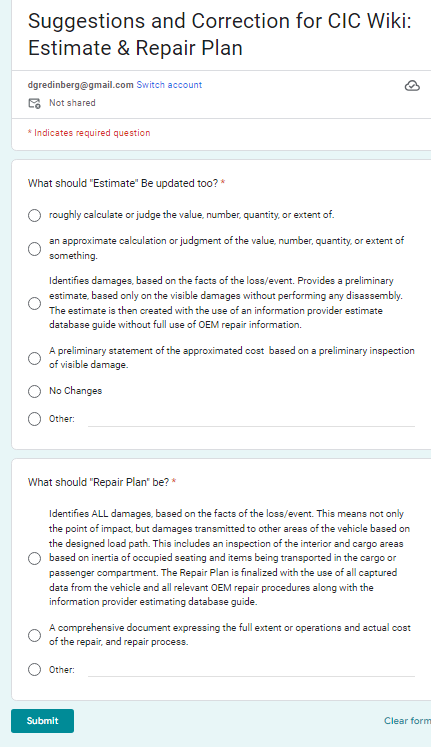 Suggestions and Correction for CIC Wiki:
Estimate & Repair Plan
dgredinberg@gmail.com Switch account
Not shared
* Indicates required question
What should "Estimate" Be updated too? *
roughly calculate or judge the value, number, quantity, or extent of.
an approximate calculation or judgment of the value, number, quantity, or extent of
something.
Identifies damages, based on the facts of the loss/event. Provides a preliminary
estimate, based only on the visible damages without performing any disassembly.
The estimate is then created with the use of an information provider estimate
database guide without full use of OEM repair information.
A preliminary statement of the approximated cost based on a preliminary inspection
of visible damage.
No Changes
Other:
What should "Repair Plan" be? *
Identifies ALL damages, based on the facts of the loss/event. This means not only
the point of impact, but damages transmitted to other areas of the vehicle based on
the designed load path. This includes an inspection of the interior and cargo areas
based on inertia of occupied seating and items being transported in the cargo or
passenger compartment. The Repair Plan is finalized with the use of all captured
data from the vehicle and all relevant OEM repair procedures along with the
information provider estimating database guide.
A comprehensive document expressing the full extent or operations and actual cost
of the repair, and repair process.
Other:
Submit
Clear form